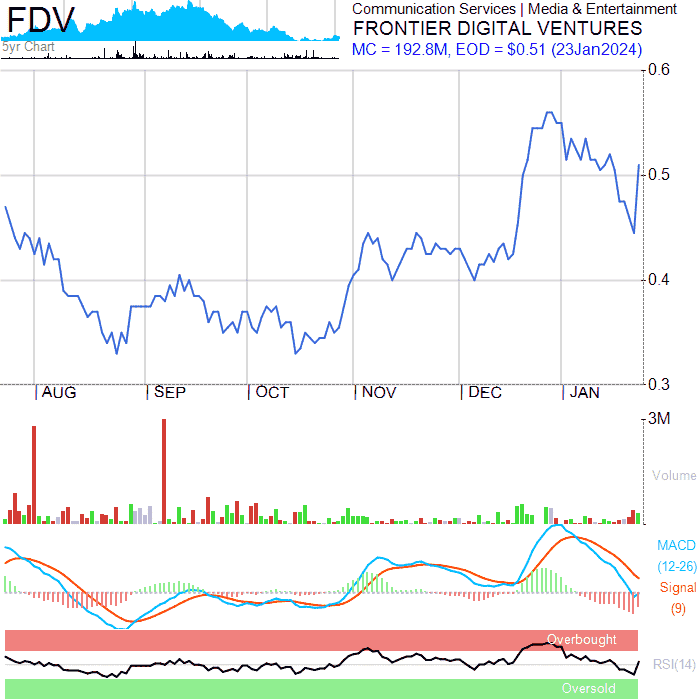 FDV
5yr Chart
Communication Services | Media & Entertainment
FRONTIER DIGITAL VENTURES
MC = 192.8M, EOD = $0.51 (23Jan2024)
0.6
0.5
0.4
0.3
AUG SEP OCT NOV DEC JAN
3M
Volume
MACD
(12-26)
Signal
(9)
Overbought
RSI(14)
Oversold